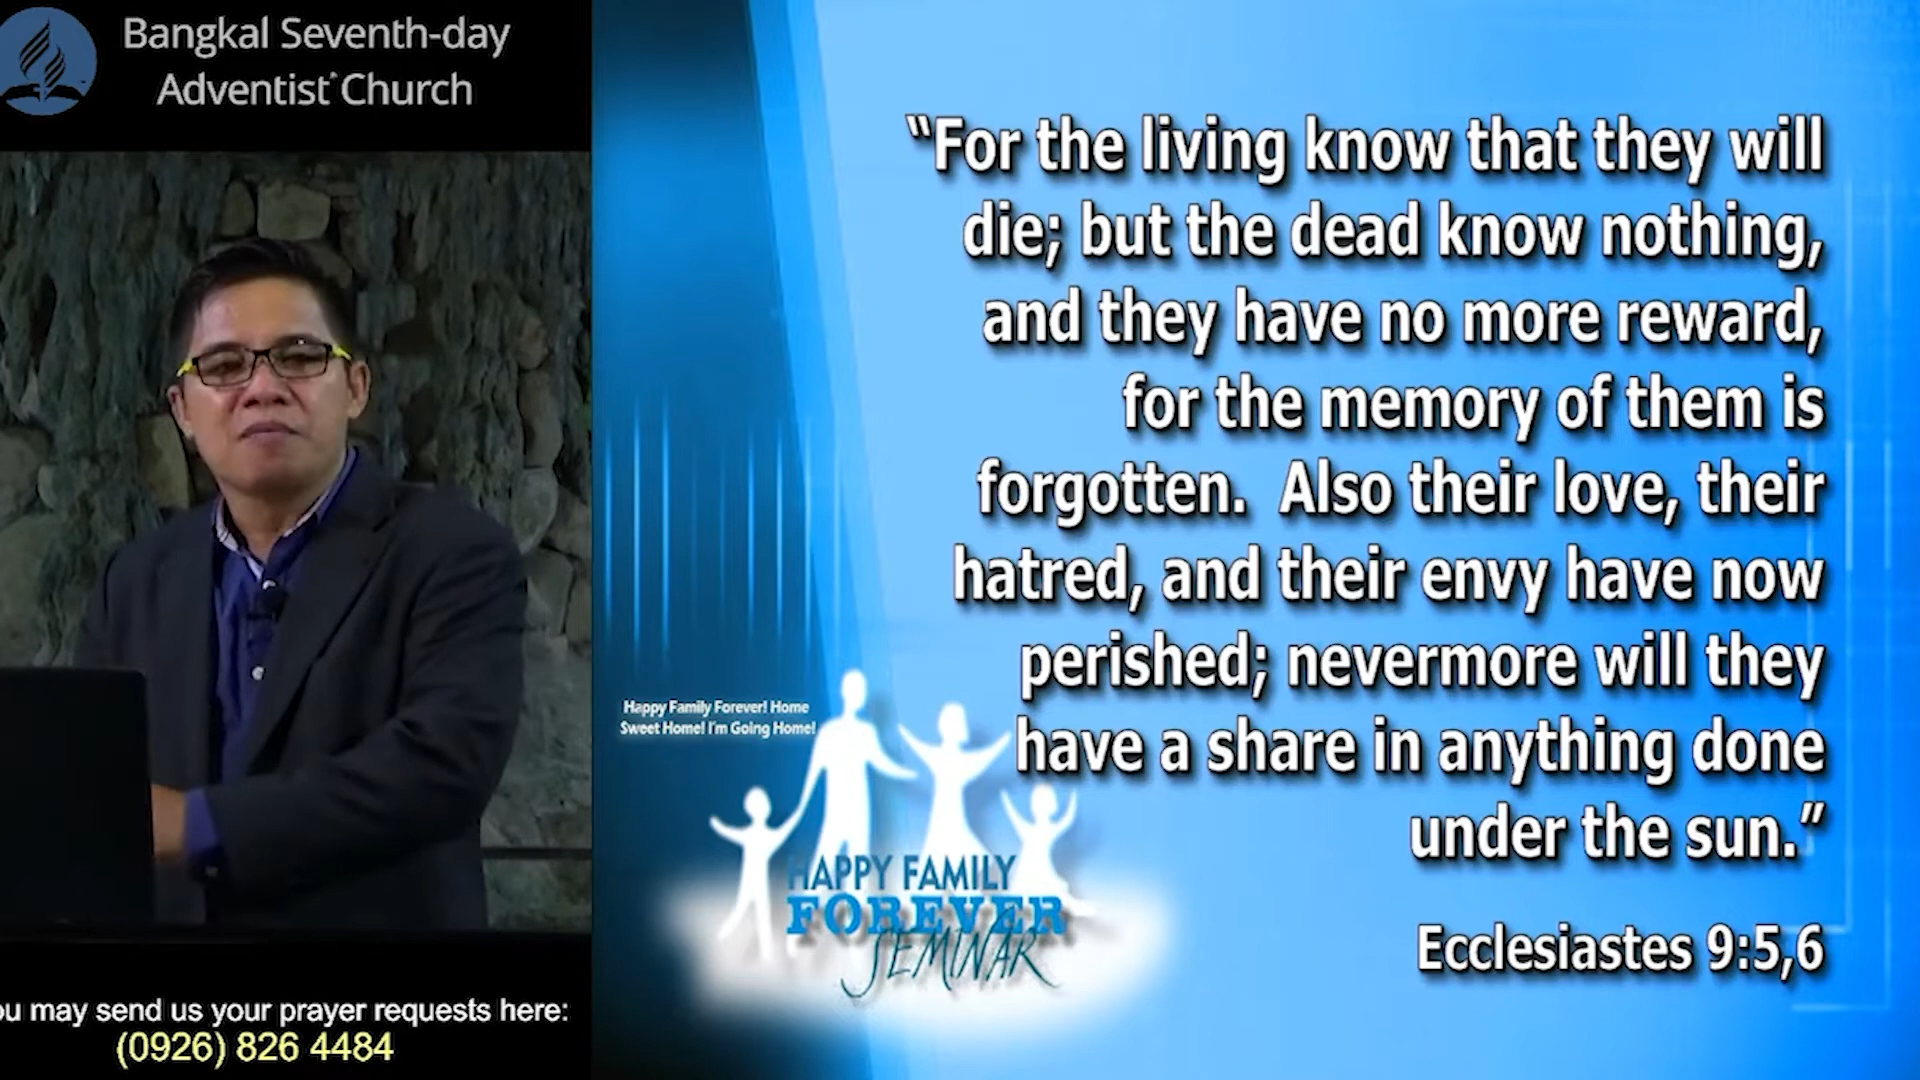 Bangkal Seventh-day
Adventist Church
“For the living know that they will
die; but the dead know nothing,
and they have no more reward,
for the memory of them is
forgotten. Also their love, their
hatred, and their envy have now
perished; nevermore will they
have a share in anything done
under the sun.”
Ecclesiastes 9:5,6
Happy Family Forever! Home
Sweet Home! I'm Going Home!
HAPPY FAMILY
FOREVER
SEMINAR
ou may send us your prayer requests here:
(0926) 826 4484